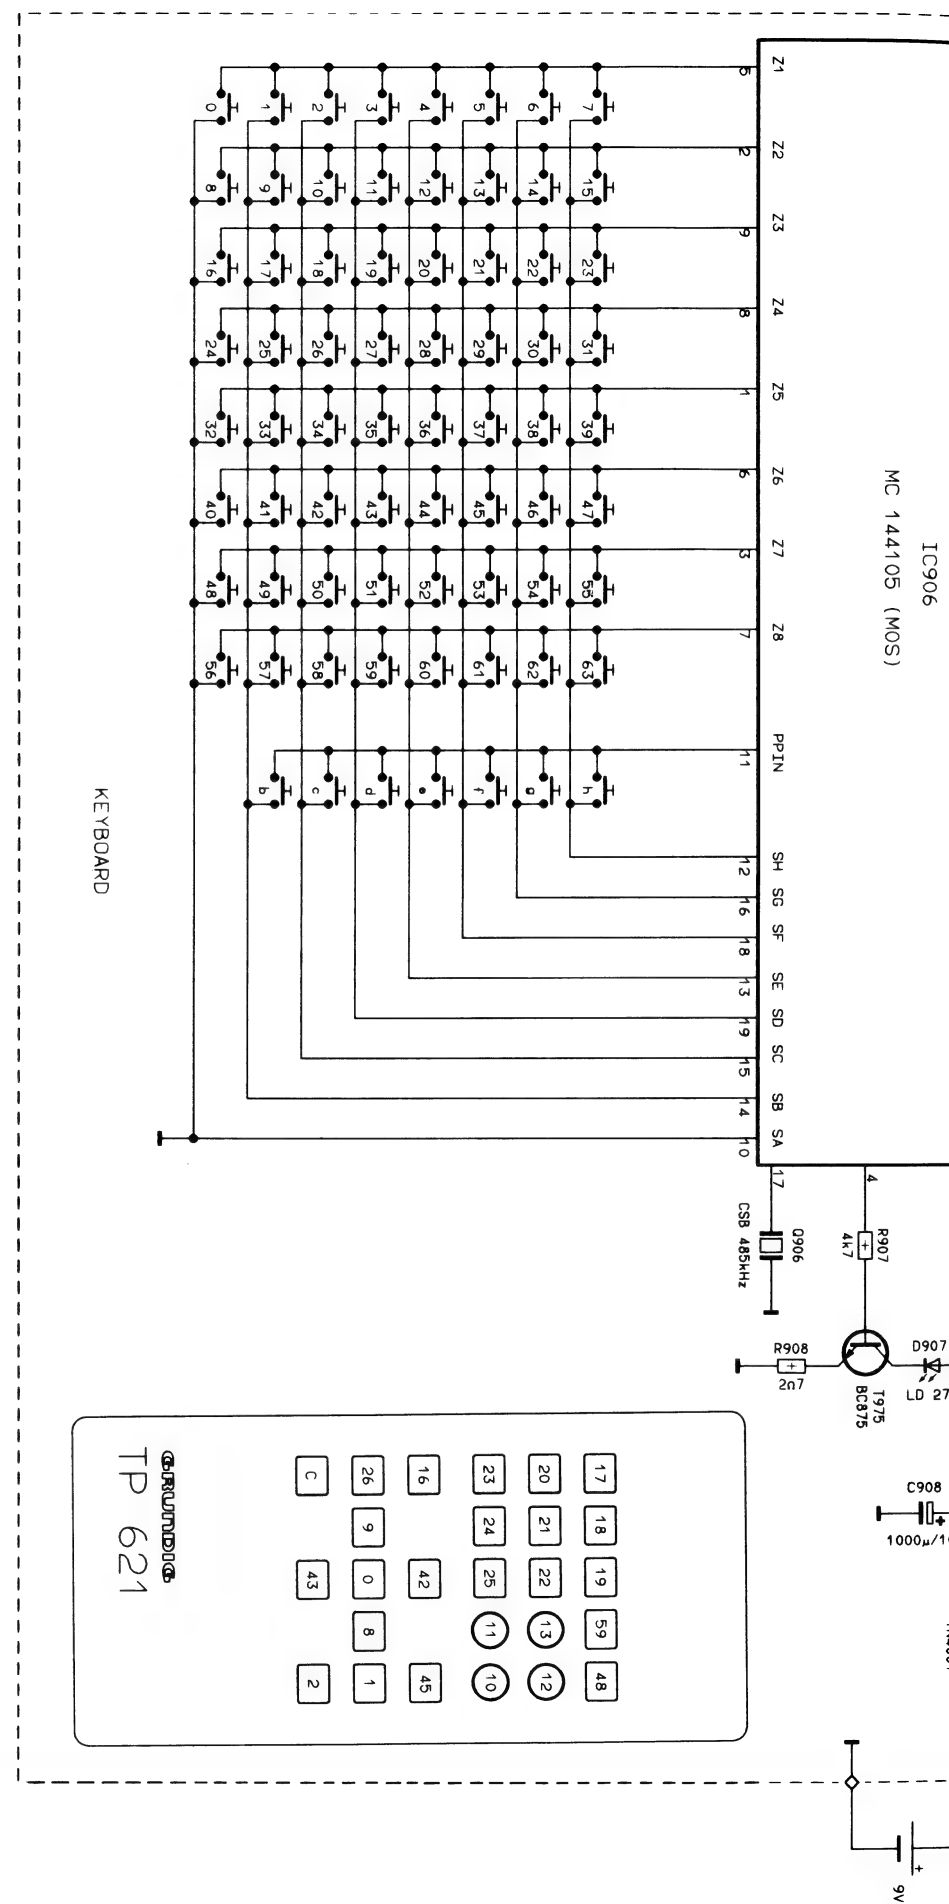 IC906
MC 144105 (MOS)
Z1
5
0 1 2 3 4 5 6 7
Z2
2
8 9 10 11 12 13 14 15
Z3
9
16 17 18 19 20 21 22 23
Z4
8
24 25 26 27 28 29 30 31
Z5
1
32 33 34 35 36 37 38 39
Z6
6
40 41 42 43 44 45 46 47
Z7
3
48 49 50 51 52 53 54 55
Z8
7
56 57 58 59 60 61 62 63
PPIN
11
b c d e f g h
SH
12
SG
16
SF
18
SE
13
SD
19
SC
15
SB
14
SA
10
KEYBOARD
17
4
Q906
CSB 485kHz
R907
4k7
R908
2Ω7
T975
BC875
D907
LD 27
C908
1000µ/1
+
17 18 19 59 48
20 21 22 13 12
23 24 25 11 10
16 42 45
26 9 0 8 1
C 43 2
GRUNDIG
TP 621
+
9V